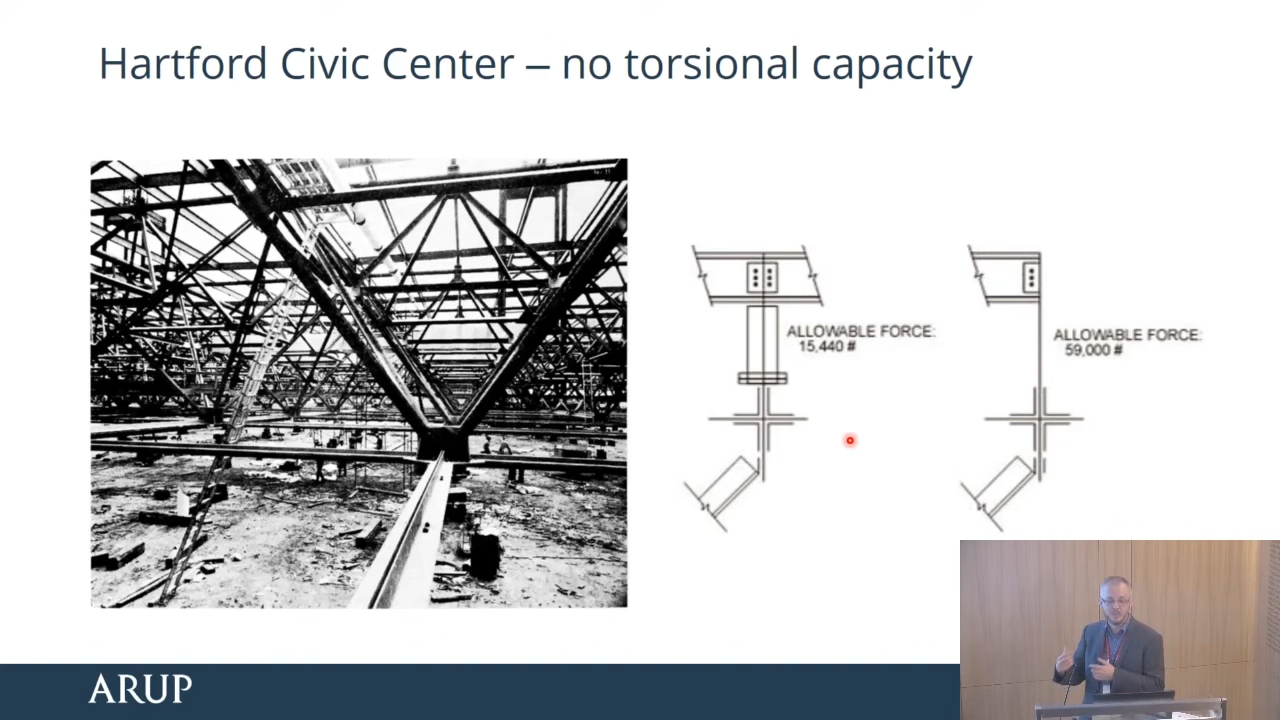 Hartford Civic Center – no torsional capacity
ALLOWABLE FORCE:
15,440 #
ALLOWABLE FORCE:
59,000 #
ARUP